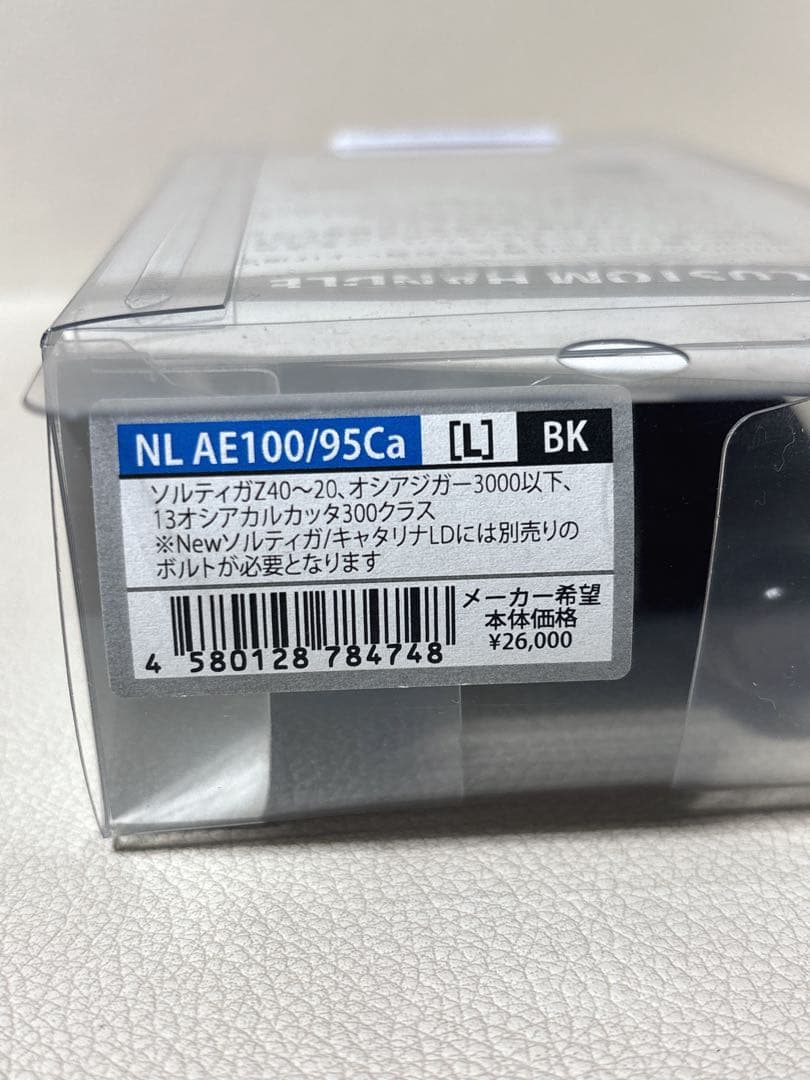 CUSTOM HANDLE
NL AE100/95Ca [L] BK
ソルティガZ40～20、オシアジガー3000以下、
13オシアカルカッタ300クラス
※Newソルティガ/キャタリナLDには別売りの
ボルトが必要となります
メーカー希望
本体価格
¥26,000
4 580128 784748